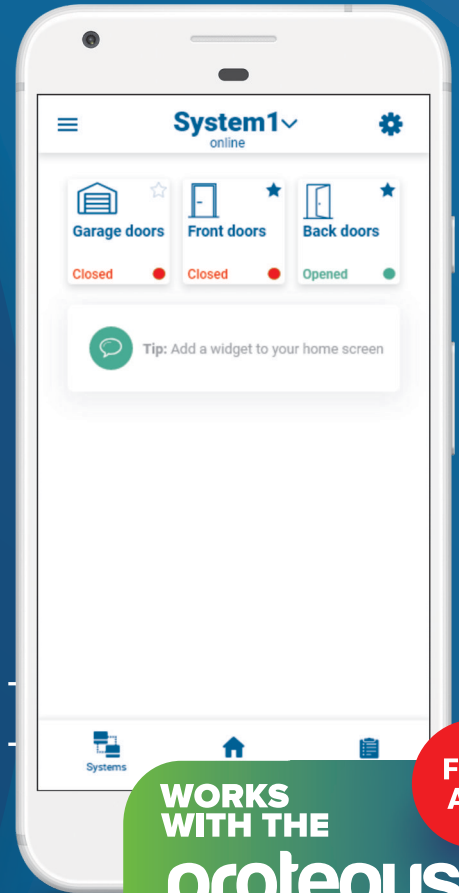 System1
online
Garage doors
Front doors
Back doors
Closed
Closed
Opened
Tip: Add a widget to your home screen
Systems
WORKS
WITH THE
proteous